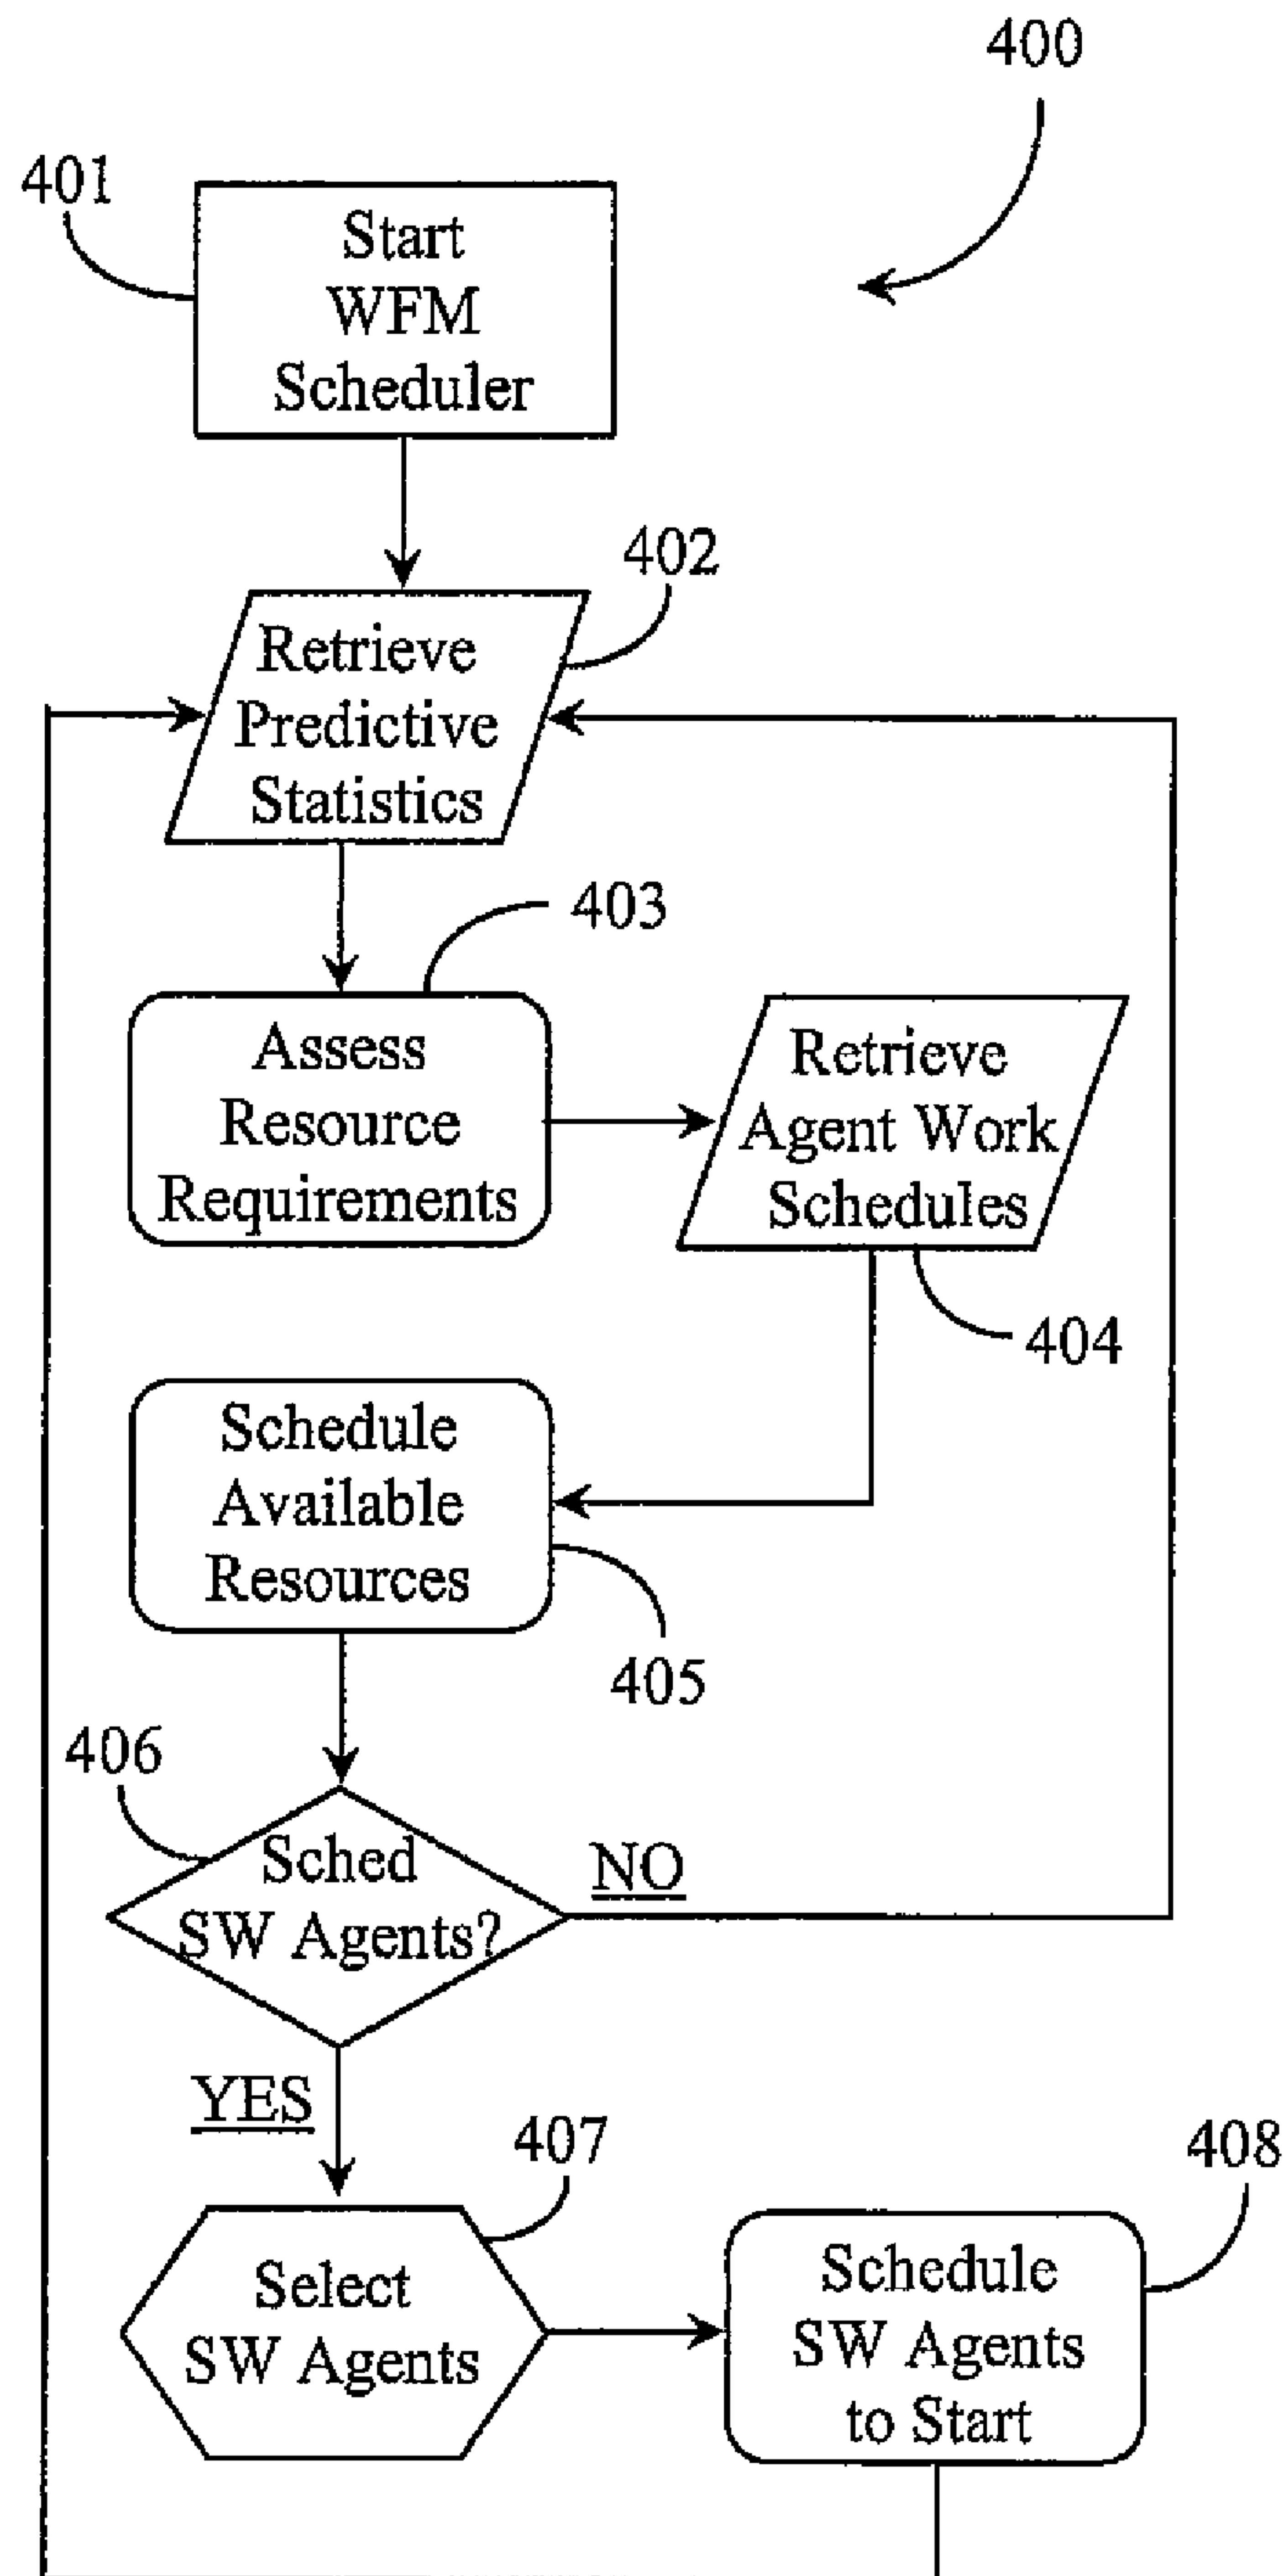 400
401
Start
WFM
Scheduler
402
Retrieve
Predictive
Statistics
403
Assess
Resource
Requirements
Retrieve
Agent Work
Schedules
404
Schedule
Available
Resources
405
406
Sched
SW Agents?
NO
YES
407
Select
SW Agents
408
Schedule
SW Agents
to Start